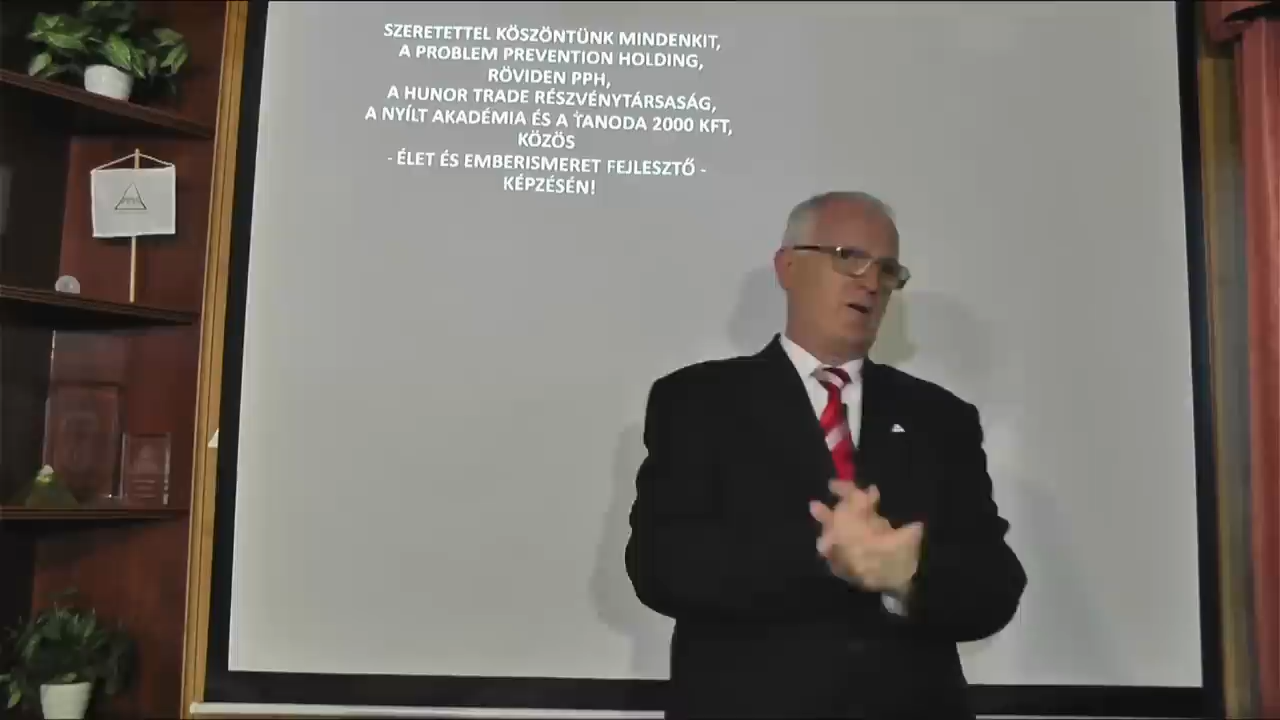 SZERETETTEL KÖSZÖNTÜNK MINDENKIT,
A PROBLEM PREVENTION HOLDING,
RÖVIDEN PPH,
A HUNOR TRADE RÉSZVÉNYTÁRSASÁG,
A NYÍLT AKADÉMIA ÉS A TANODA 2000 KFT,
KÖZÖS
- ÉLET ÉS EMBERISMERET FEJLESZTŐ -
KÉPZÉSÉN!